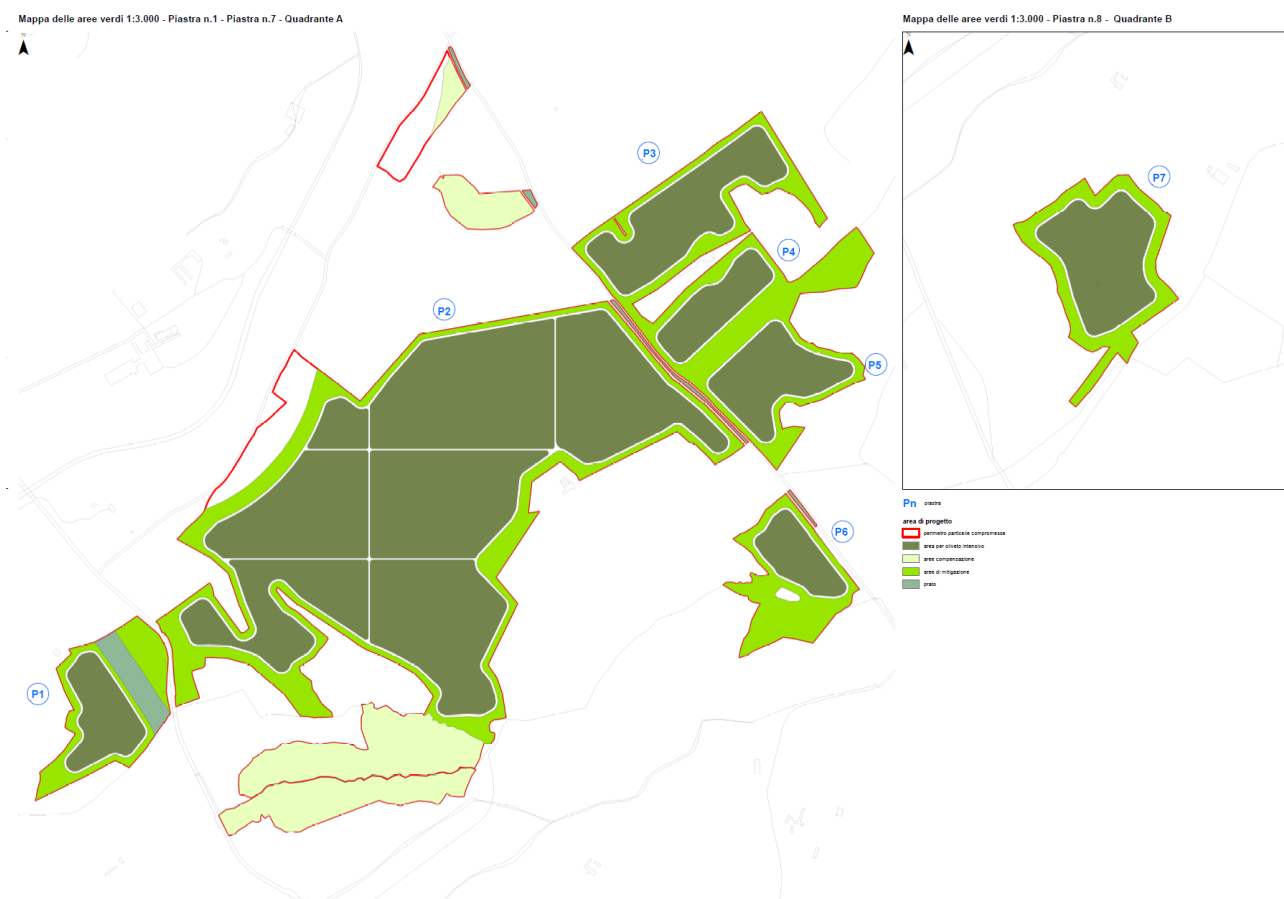 Mappa delle aree verdi 1:3.000 - Piastra n.1 - Piastra n.7 - Quadrante A
Mappa delle aree verdi 1:3.000 - Piastra n.8 - Quadrante B
N
N
P3
P7
P4
P2
P5
P6
P1
Pn piastra
area di progetto
perimetro particelle compromesse
area per oliveto intensivo
aree compensazione
aree di mitigazione
prato